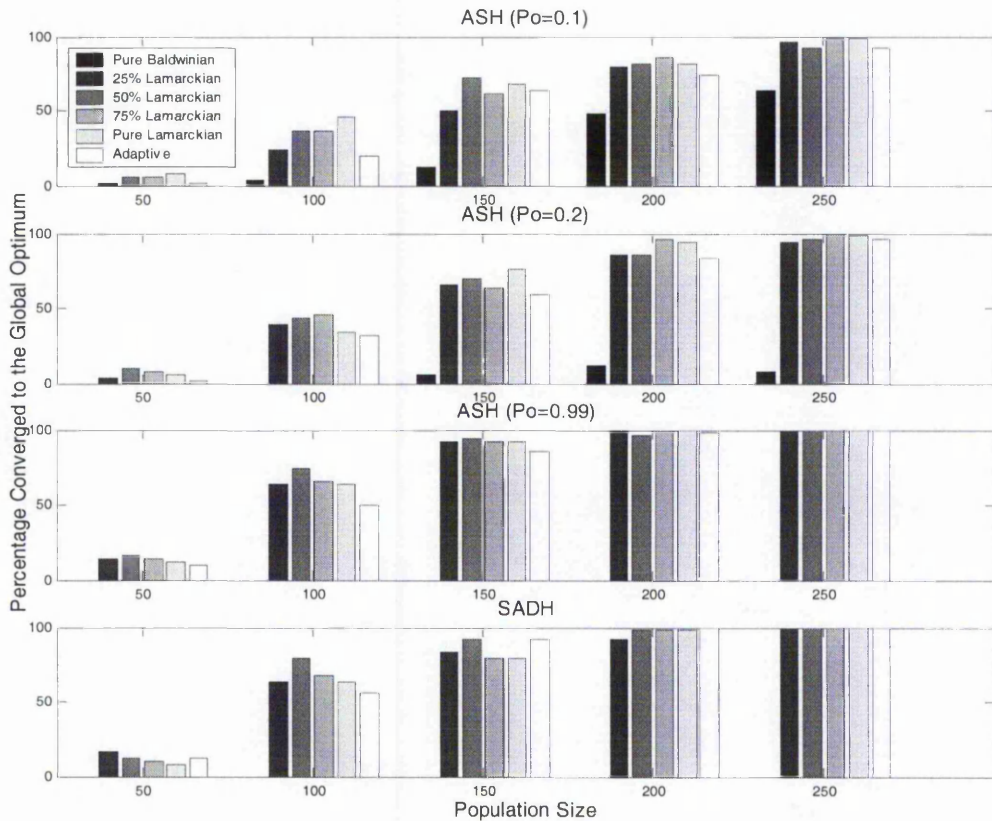 ASH (Po=0.1)
100
50
0
Pure Baldwinian
25% Lamarckian
50% Lamarckian
75% Lamarckian
Pure Lamarckian
Adaptive
50 100 150 200 250
ASH (Po=0.2)
100
50
0
50 100 150 200 250
ASH (Po=0.99)
100
50
0
50 100 150 200 250
SADH
100
50
0
50 100 150 200 250
Population Size
Percentage Converged to the Global Optimum